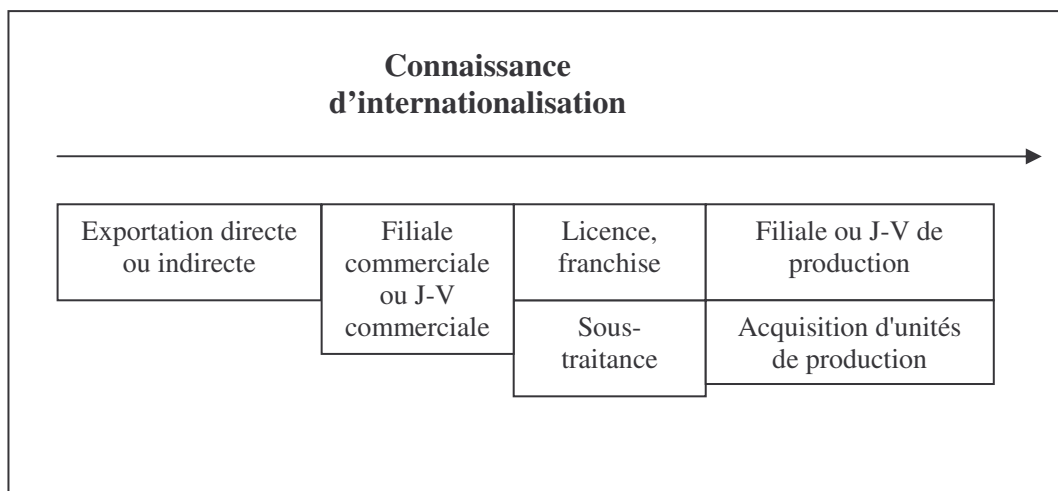 Connaissance
d’internationalisation
Exportation directe
ou indirecte
Filiale
commerciale
ou J-V
commerciale
Licence,
franchise
Sous-
traitance
Filiale ou J-V de
production
Acquisition d'unités
de production